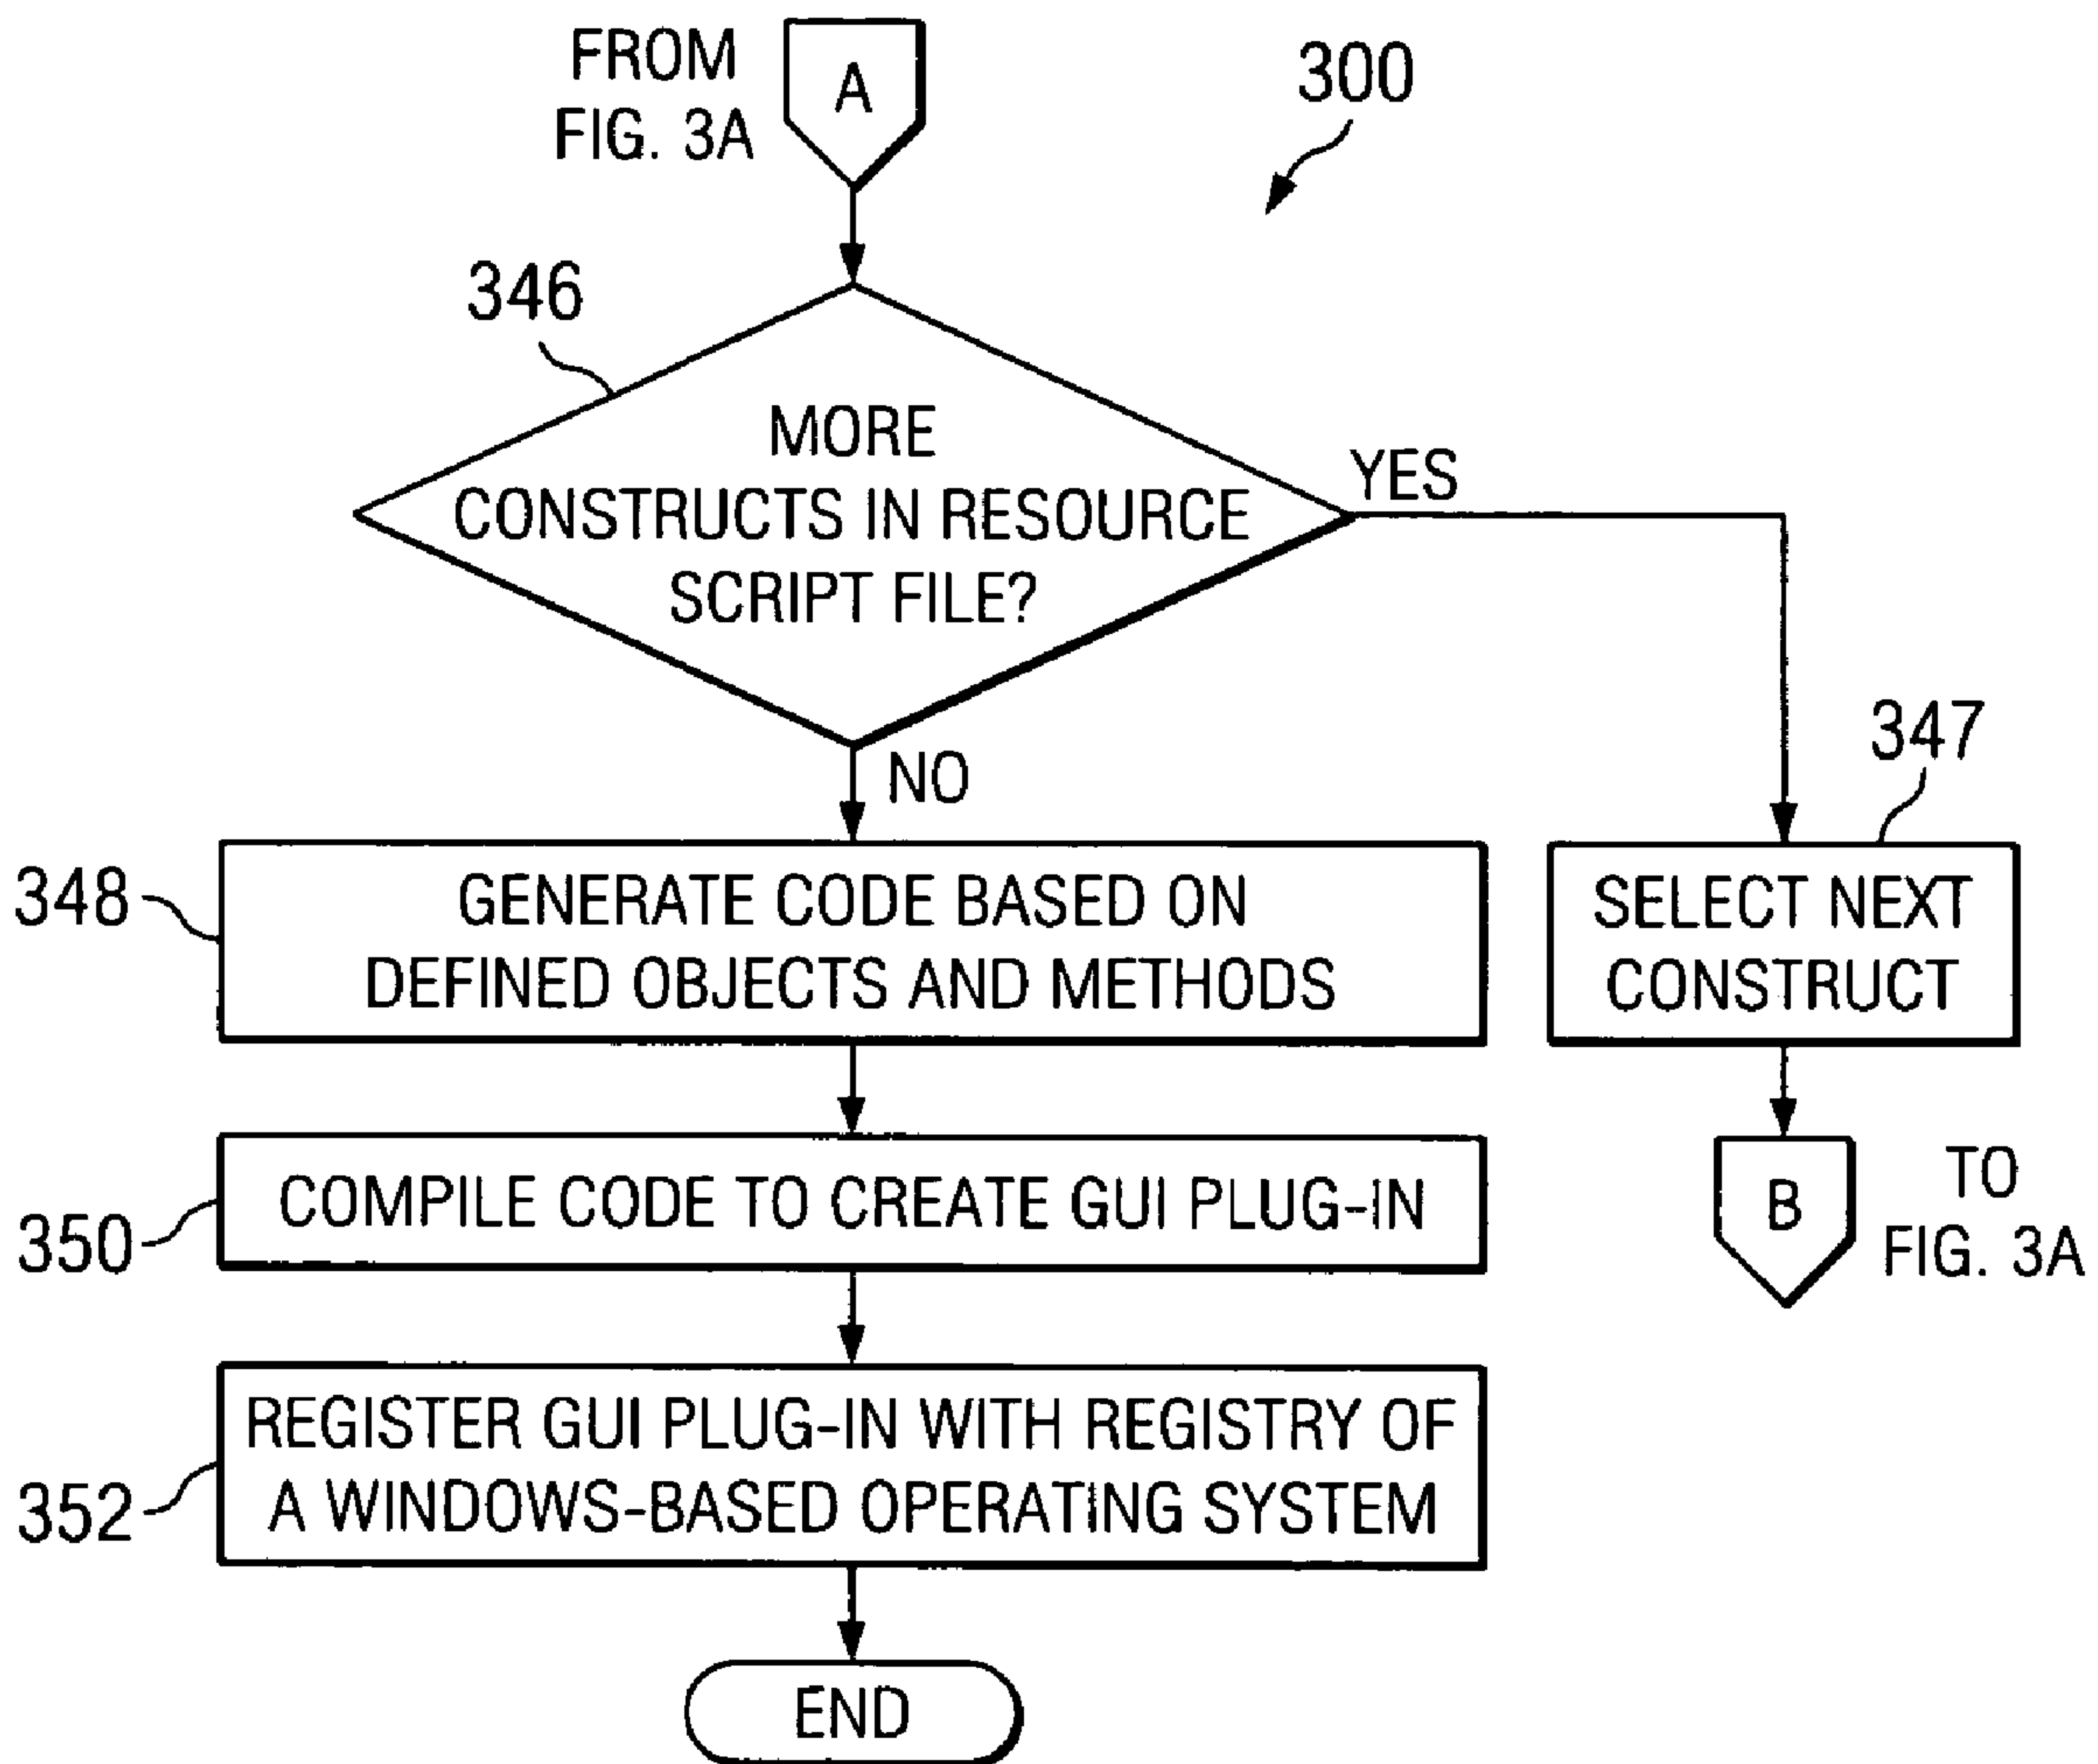 FROM
FIG. 3A
A
300
346
MORE
CONSTRUCTS IN RESOURCE
SCRIPT FILE?
YES
NO
347
348
GENERATE CODE BASED ON
DEFINED OBJECTS AND METHODS
SELECT NEXT
CONSTRUCT
350
COMPILE CODE TO CREATE GUI PLUG-IN
B
TO
FIG. 3A
352
REGISTER GUI PLUG-IN WITH REGISTRY OF
A WINDOWS-BASED OPERATING SYSTEM
END